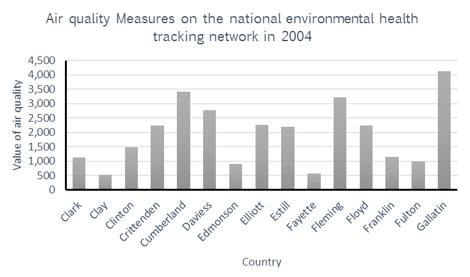 Air quality Measures on the national environmental health
tracking network in 2004
Value of air quality
4,500
4,000
3,500
3,000
2,500
2,000
1,500
1,000
500
0
Clark
Clay
Clinton
Crittenden
Cumberland
Daviess
Edmonson
Elliott
Estill
Fayette
Fleming
Floyd
Franklin
Fulton
Gallatin
Country